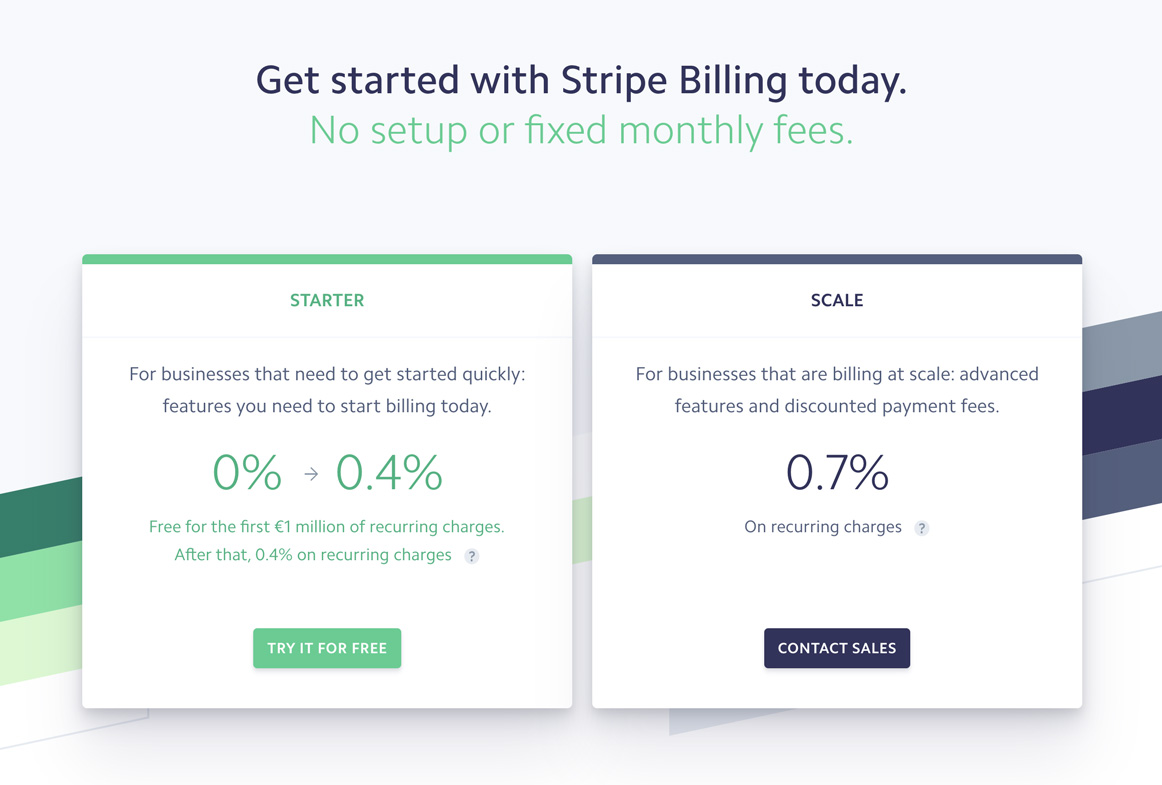 Get started with Stripe Billing today.
No setup or fixed monthly fees.
STARTER
For businesses that need to get started quickly:
features you need to start billing today.
0% → 0.4%
Free for the first €1 million of recurring charges.
After that, 0.4% on recurring charges ?
TRY IT FOR FREE
SCALE
For businesses that are billing at scale: advanced
features and discounted payment fees.
0.7%
On recurring charges ?
CONTACT SALES